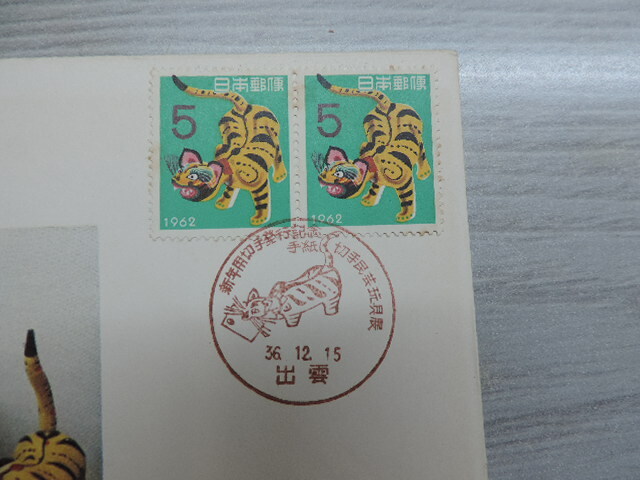 日本郵便
5
1962
日本郵便
5
1962
新年用切手発行記念
手紙 切手民芸玩具展
36.12.15
出雲